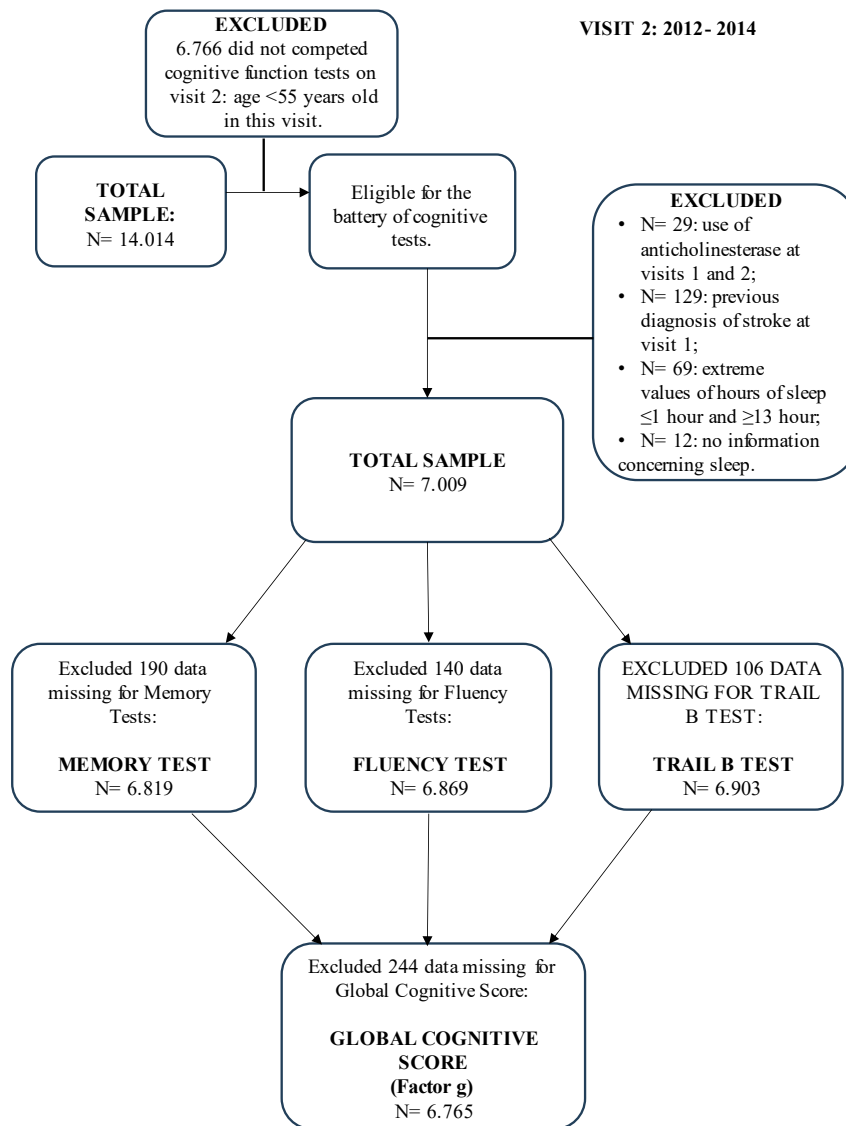 EXCLUDED
6.766 did not competed
cognitive function tests on
visit 2: age <55 years old
in this visit.
VISIT 2: 2012- 2014
TOTAL
SAMPLE:
N= 14.014
Eligible for the
battery of cognitive
tests.
EXCLUDED
• N= 29: use of
anticholinesterase at
visits 1 and 2;
• N= 129: previous
diagnosis of stroke at
visit 1;
• N= 69: extreme
values of hours of sleep
≤1 hour and ≥13 hour;
• N= 12: no information
concerning sleep.
TOTAL SAMPLE
N= 7.009
Excluded 190 data
missing for Memory
Tests:
MEMORY TEST
N= 6.819
Excluded 140 data
missing for Fluency
Tests:
FLUENCY TEST
N= 6.869
EXCLUDED 106 DATA
MISSING FOR TRAIL
B TEST:
TRAIL B TEST
N= 6.903
Excluded 244 data missing for
Global Cognitive Score:
GLOBAL COGNITIVE
SCORE
(Factor g)
N= 6.765